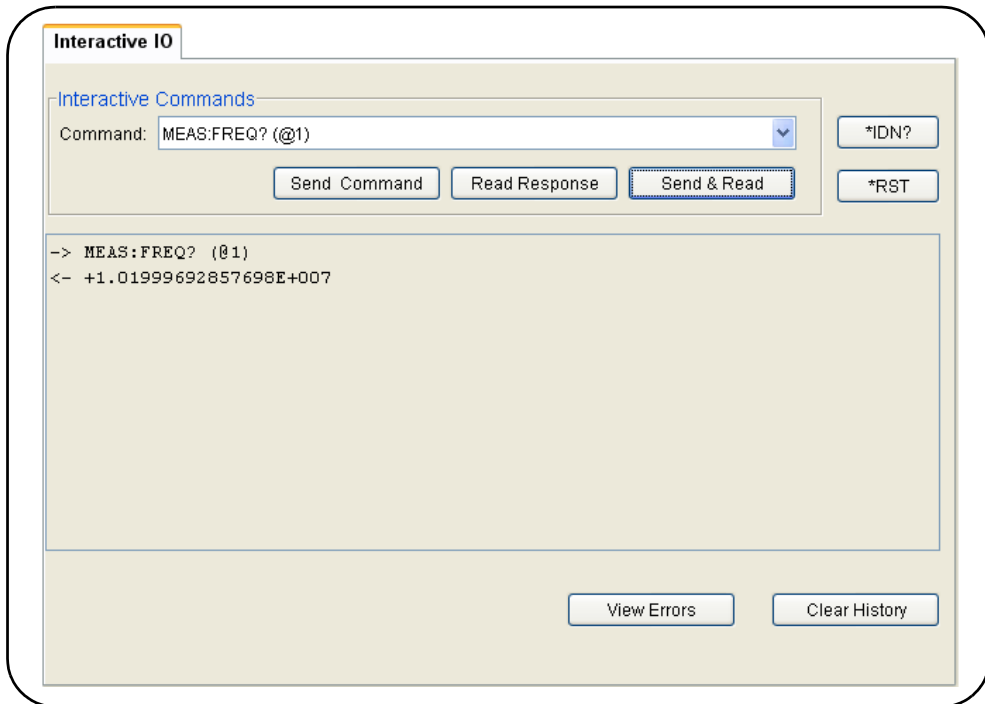 Interactive IO
Interactive Commands
Command: MEAS:FREQ? (@1)
*IDN?
Send Command Read Response Send & Read
*RST
-> MEAS:FREQ? (@1)
<- +1.01999692857698E+007
View Errors Clear History